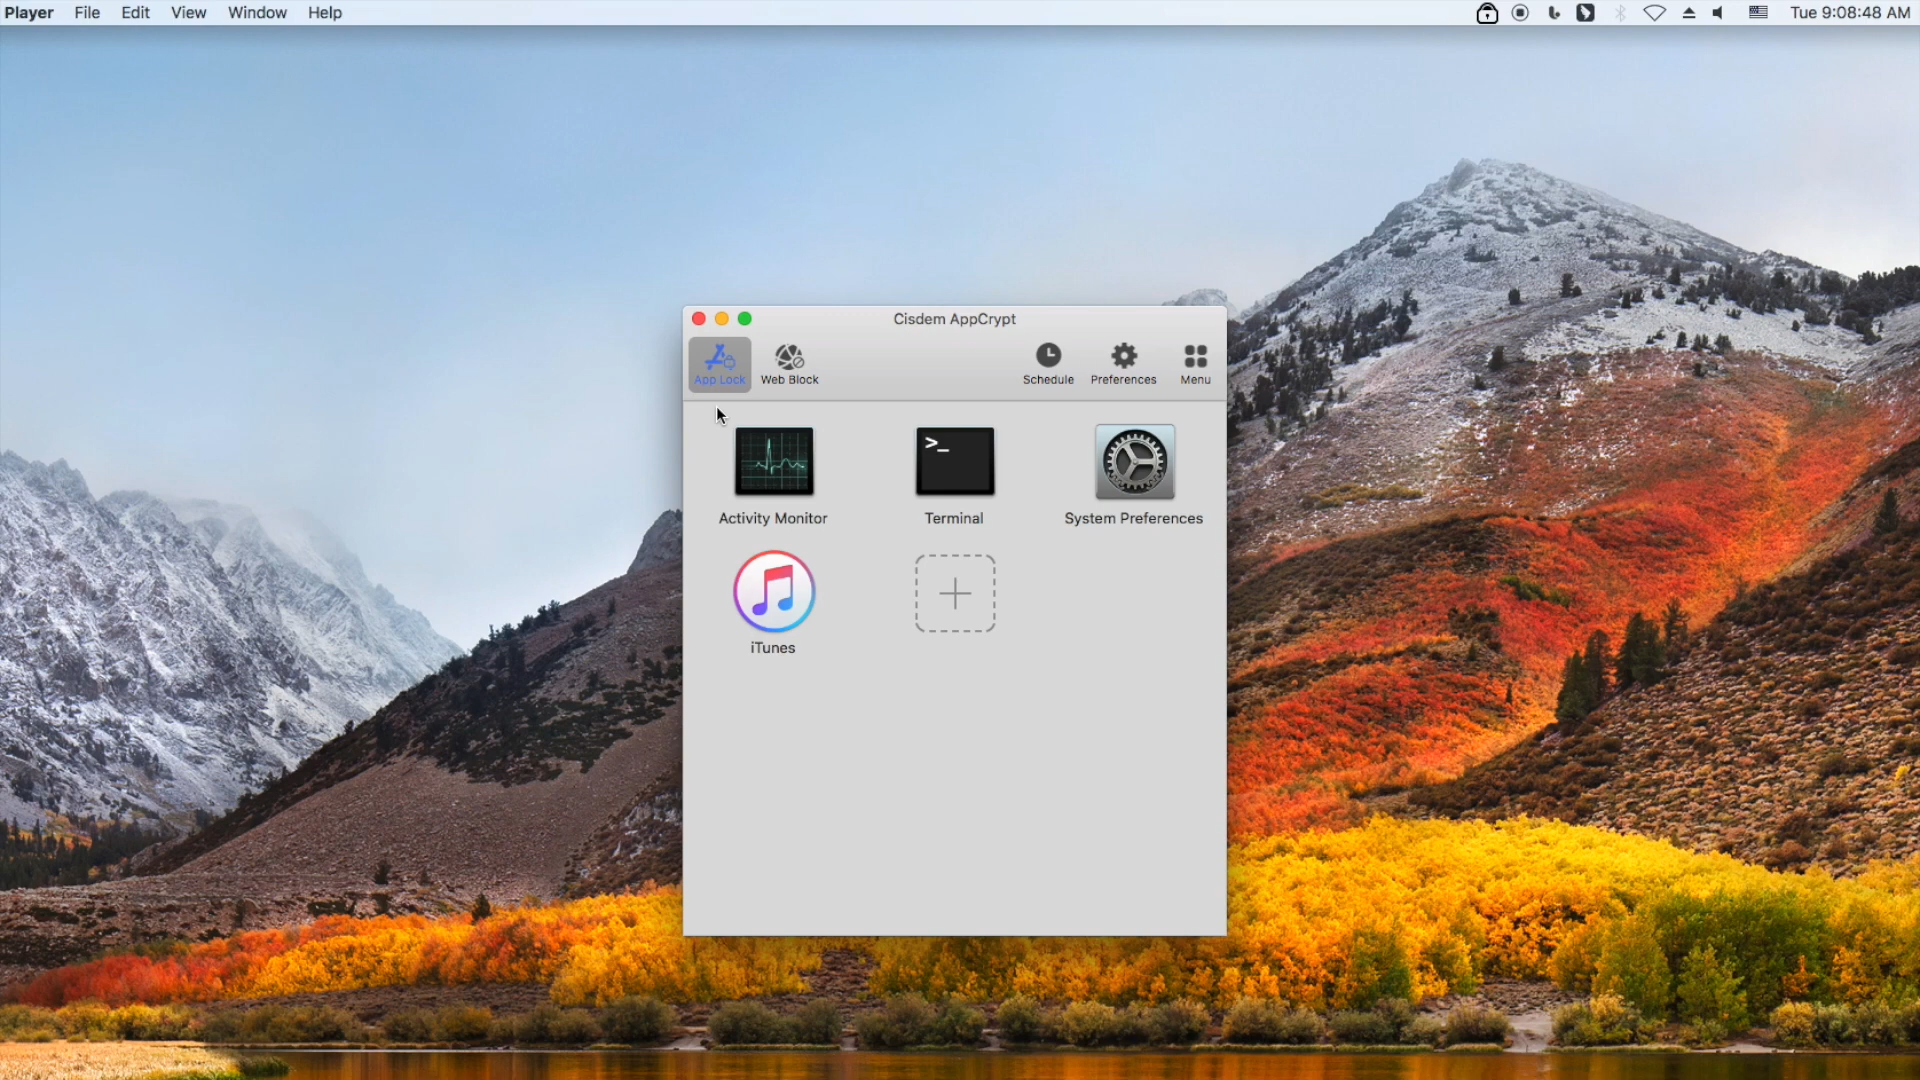 Player File Edit View Window Help Tue 9:08:48 AM
Cisdem AppCrypt
App Lock Web Block Schedule Preferences Menu
>_
Activity Monitor Terminal System Preferences
iTunes